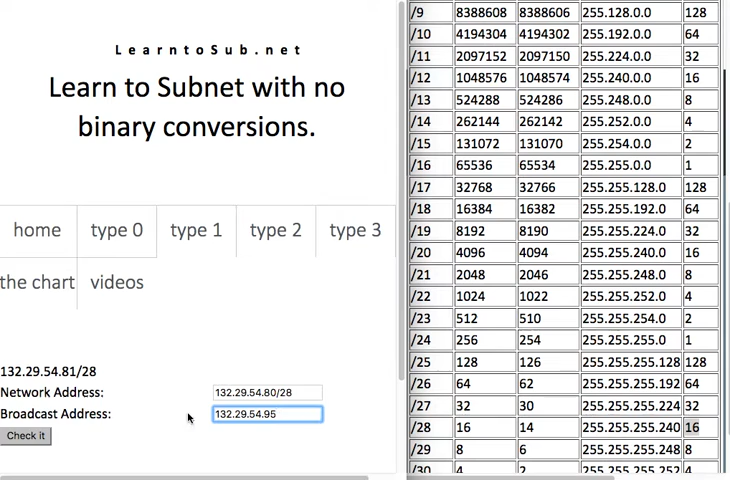 LearntoSub.net
Learn to Subnet with no
binary conversions.
home type 0 type 1 type 2 type 3
the chart videos
132.29.54.81/28
Network Address: 132.29.54.80/28
Broadcast Address: 132.29.54.95
Check it
/9 8388608 8388606 255.128.0.0 128
/10 4194304 4194302 255.192.0.0 64
/11 2097152 2097150 255.224.0.0 32
/12 1048576 1048574 255.240.0.0 16
/13 524288 524286 255.248.0.0 8
/14 262144 262142 255.252.0.0 4
/15 131072 131070 255.254.0.0 2
/16 65536 65534 255.255.0.0 1
/17 32768 32766 255.255.128.0 128
/18 16384 16382 255.255.192.0 64
/19 8192 8190 255.255.224.0 32
/20 4096 4094 255.255.240.0 16
/21 2048 2046 255.255.248.0 8
/22 1024 1022 255.255.252.0 4
/23 512 510 255.255.254.0 2
/24 256 254 255.255.255.0 1
/25 128 126 255.255.255.128 128
/26 64 62 255.255.255.192 64
/27 32 30 255.255.255.224 32
/28 16 14 255.255.255.240 16
/29 8 6 255.255.255.248 8
/30 4 2 255.255.255.252 4